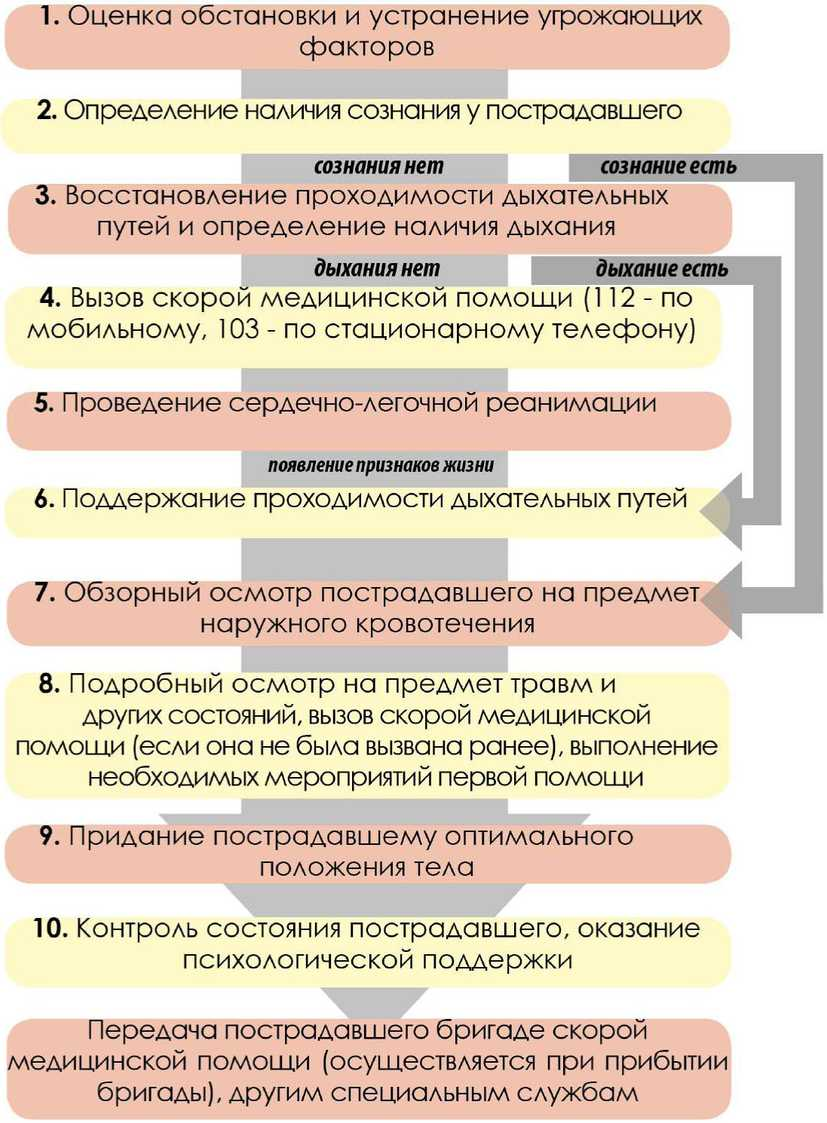 1. Оценка обстановки и устранение угрожающих
факторов
2. Определение наличия сознания у пострадавшего
сознания нет
сознание есть
3. Восстановление проходимости дыхательных
путей и определение наличия дыхания
дыхания нет
дыхание есть
4. Вызов скорой медицинской помощи (112 - по
мобильному, 103 - по стационарному телефону)
5. Проведение сердечно-легочной реанимации
появление признаков жизни
6. Поддержание проходимости дыхательных путей
7. Обзорный осмотр пострадавшего на предмет
наружного кровотечения
8. Подробный осмотр на предмет травм и
других состояний, вызов скорой медицинской
помощи (если она не была вызвана ранее), выполнение
необходимых мероприятий первой помощи
9. Придание пострадавшему оптимального
положения тела
10. Контроль состояния пострадавшего, оказание
психологической поддержки
Передача пострадавшего бригаде скорой
медицинской помощи (осуществляется при прибытии
бригады), другим специальным службам